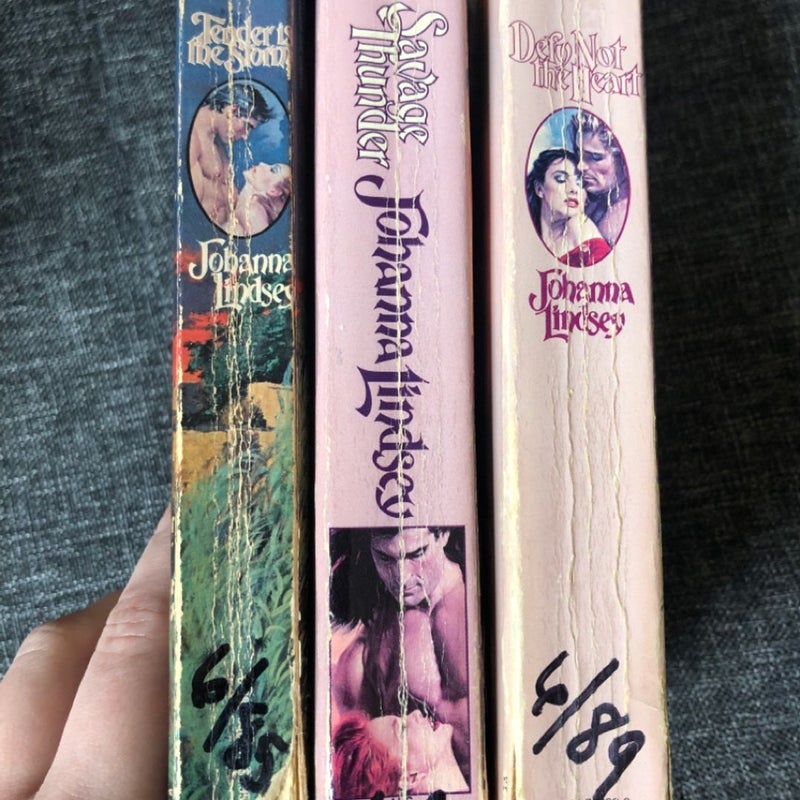 Tender is
the Storm
Johanna
Lindsey
6/85
Savage
Thunder
Johanna Lindsey
Defy Not
the Heart
Johanna
Lindsey
6/89